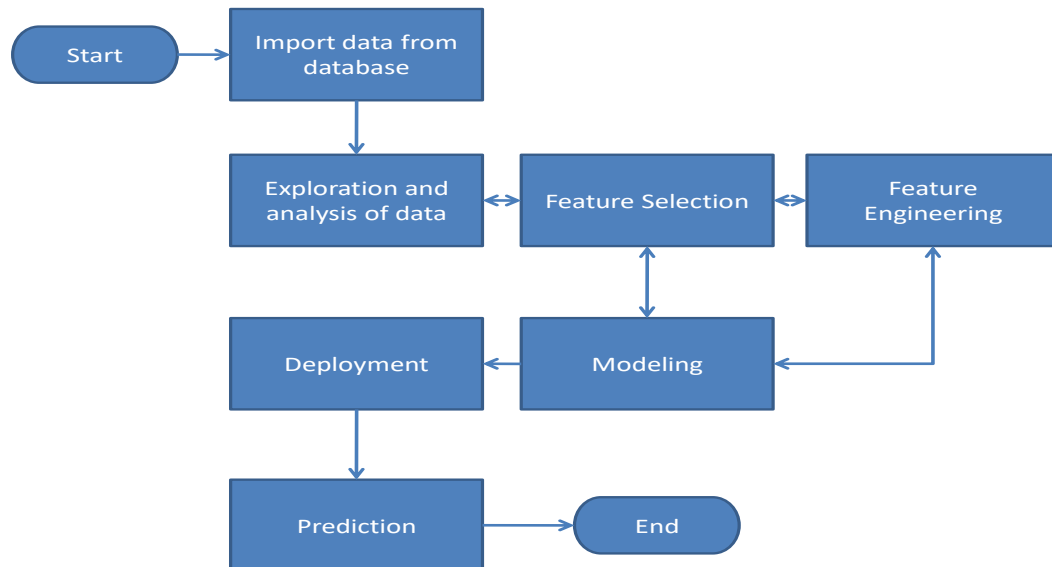 Start
Import data from
database
Exploration and
analysis of data
Feature Selection
Feature
Engineering
Deployment
Modeling
Prediction
End